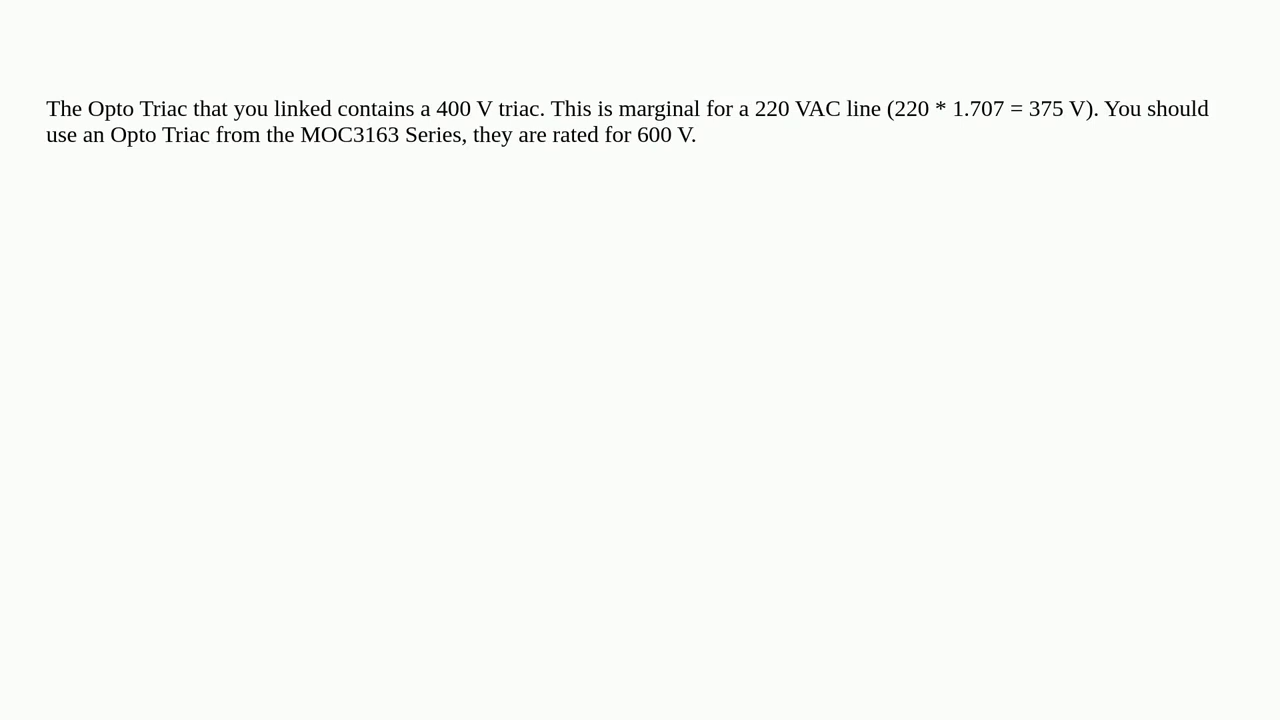 The Opto Triac that you linked contains a 400 V triac. This is marginal for a 220 VAC line (220 * 1.707 = 375 V). You should
use an Opto Triac from the MOC3163 Series, they are rated for 600 V.